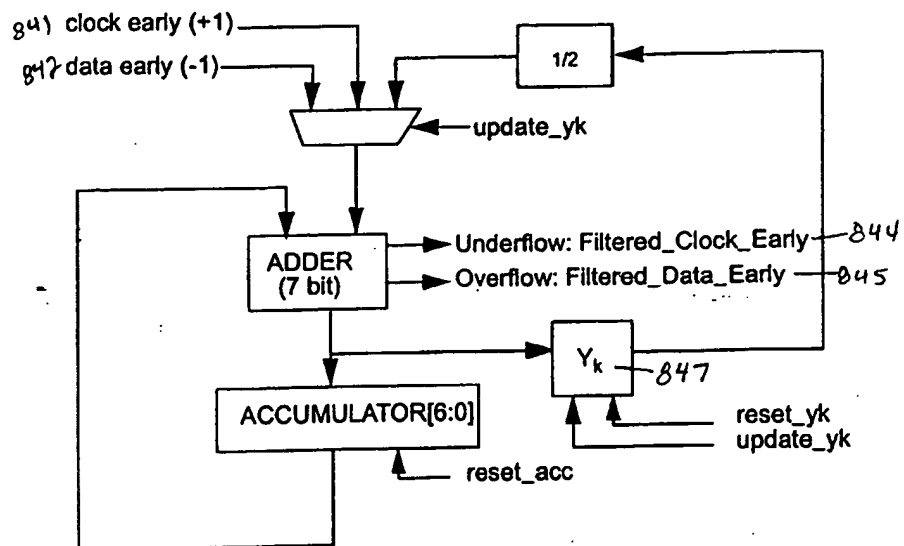 841 clock early (+1)
842 data early (-1)
1/2
update_yk
ADDER
(7 bit)
Underflow: Filtered_Clock_Early 844
Overflow: Filtered_Data_Early 845
Yk 847
ACCUMULATOR[6:0]
reset_yk
update_yk
reset_acc